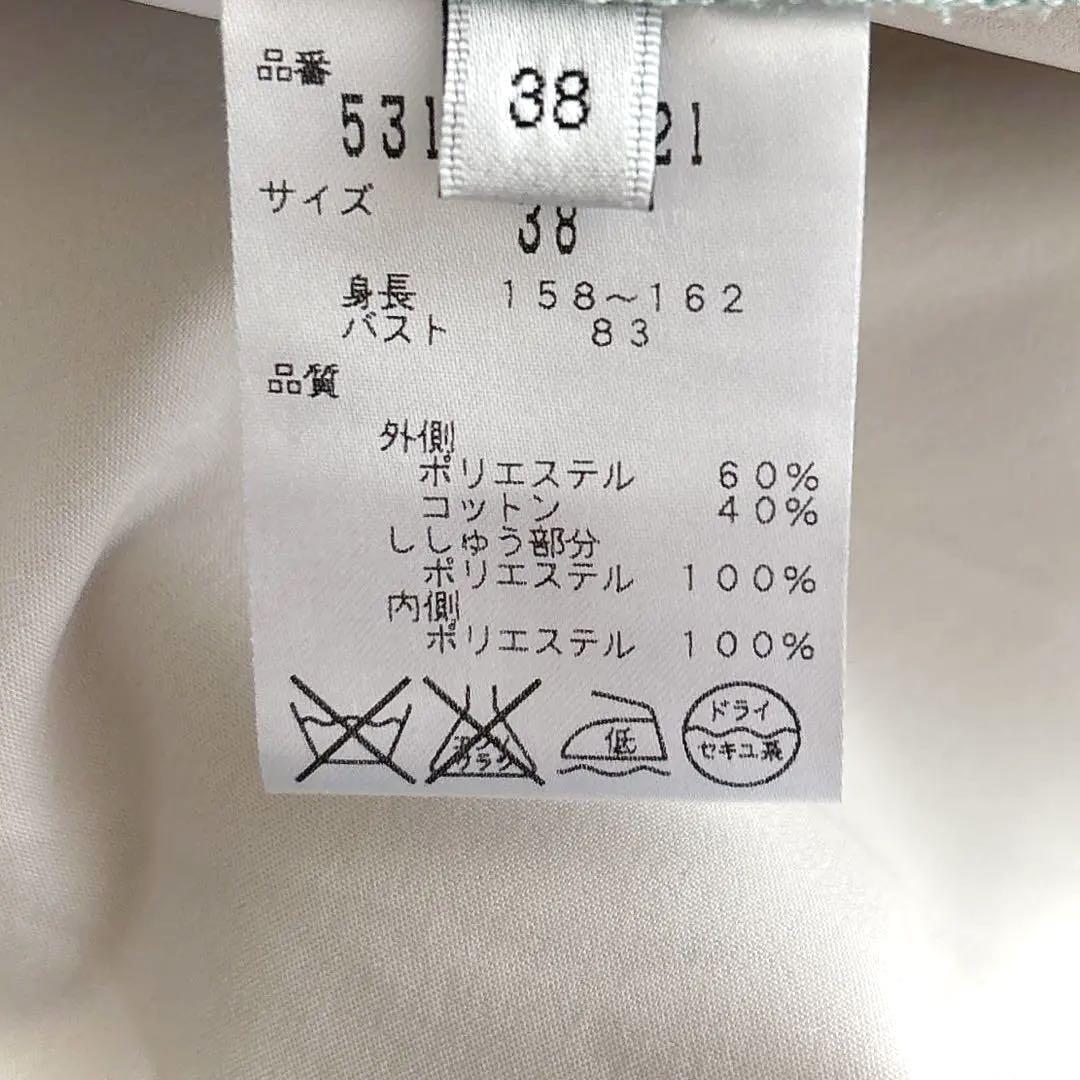 品番
38
531 21
サイズ
38
身長 158~162
バスト 83
品質
外側
ポリエステル 60%
コットン 40%
ししゅう部分
ポリエステル 100%
内側
ポリエステル 100%
低
ドライ
セキユ系